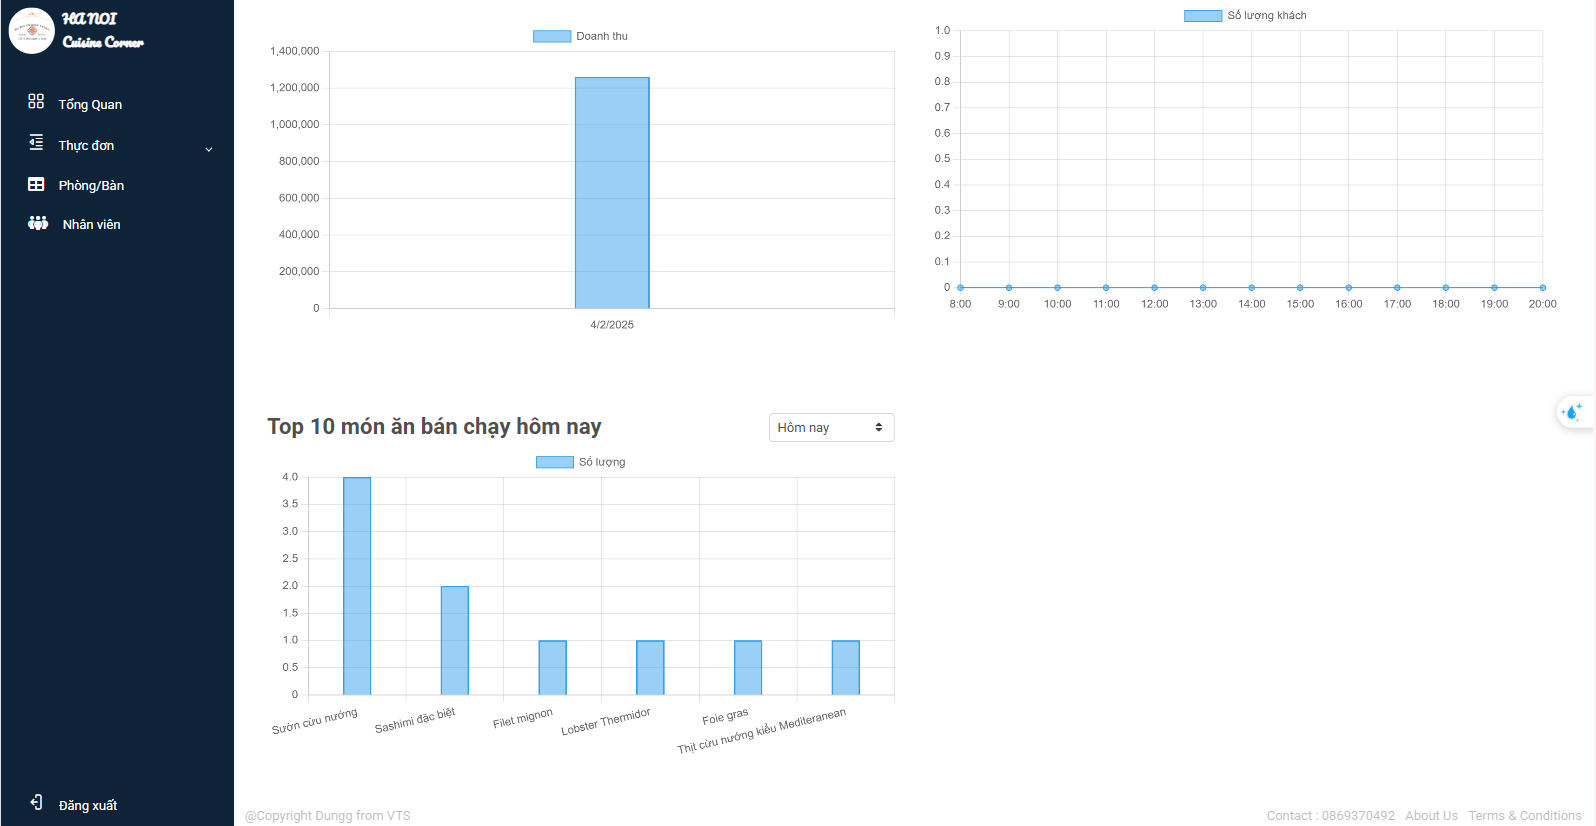 HA NOI
Cuisine Corner
Tổng Quan
Thực đơn
Phòng/Bàn
Nhân viên
Đăng xuất
Doanh thu
1,400,000
1,200,000
1,000,000
800,000
600,000
400,000
200,000
0
4/2/2025
Số lượng khách
1.0
0.9
0.8
0.7
0.6
0.5
0.4
0.3
0.2
0.1
0
8:00 9:00 10:00 11:00 12:00 13:00 14:00 15:00 16:00 17:00 18:00 19:00 20:00
Top 10 món ăn bán chạy hôm nay
Hôm nay
Số lượng
4.0
3.5
3.0
2.5
2.0
1.5
1.0
0.5
0
Sườn cừu nướng
Sashimi đặc biệt
Filet mignon
Lobster Thermidor
Foie gras
Thịt cừu nướng kiểu Mediteranean
@Copyright Dungg from VTS
Contact : 0869370492 About Us Terms & Conditions